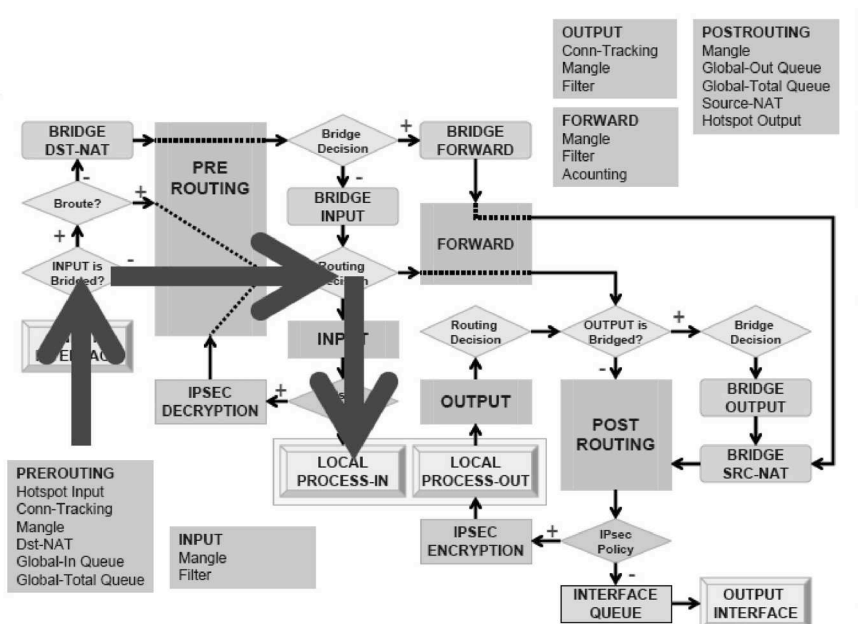 OUTPUT
Conn-Tracking
Mangle
Filter
POSTROUTING
Mangle
Global-Out Queue
Global-Total Queue
Source-NAT
Hotspot Output
FORWARD
Mangle
Filter
Acounting
BRIDGE
DST-NAT
PRE
ROUTING
Bridge
Decision
+
BRIDGE
FORWARD
-
Broute?
+
-
BRIDGE
INPUT
FORWARD
+
INPUT is
Bridged?
-
Routing
Decision
INPUT
Routing
Decision
OUTPUT is
Bridged?
+
Bridge
Decision
-
IPSEC
DECRYPTION
+
OUTPUT
POST
ROUTING
BRIDGE
OUTPUT
LOCAL
PROCESS-IN
LOCAL
PROCESS-OUT
BRIDGE
SRC-NAT
PREROUTING
Hotspot Input
Conn-Tracking
Mangle
Dst-NAT
Global-In Queue
Global-Total Queue
INPUT
Mangle
Filter
IPSEC
ENCRYPTION
+
IPsec
Policy
-
INTERFACE
QUEUE
OUTPUT
INTERFACE